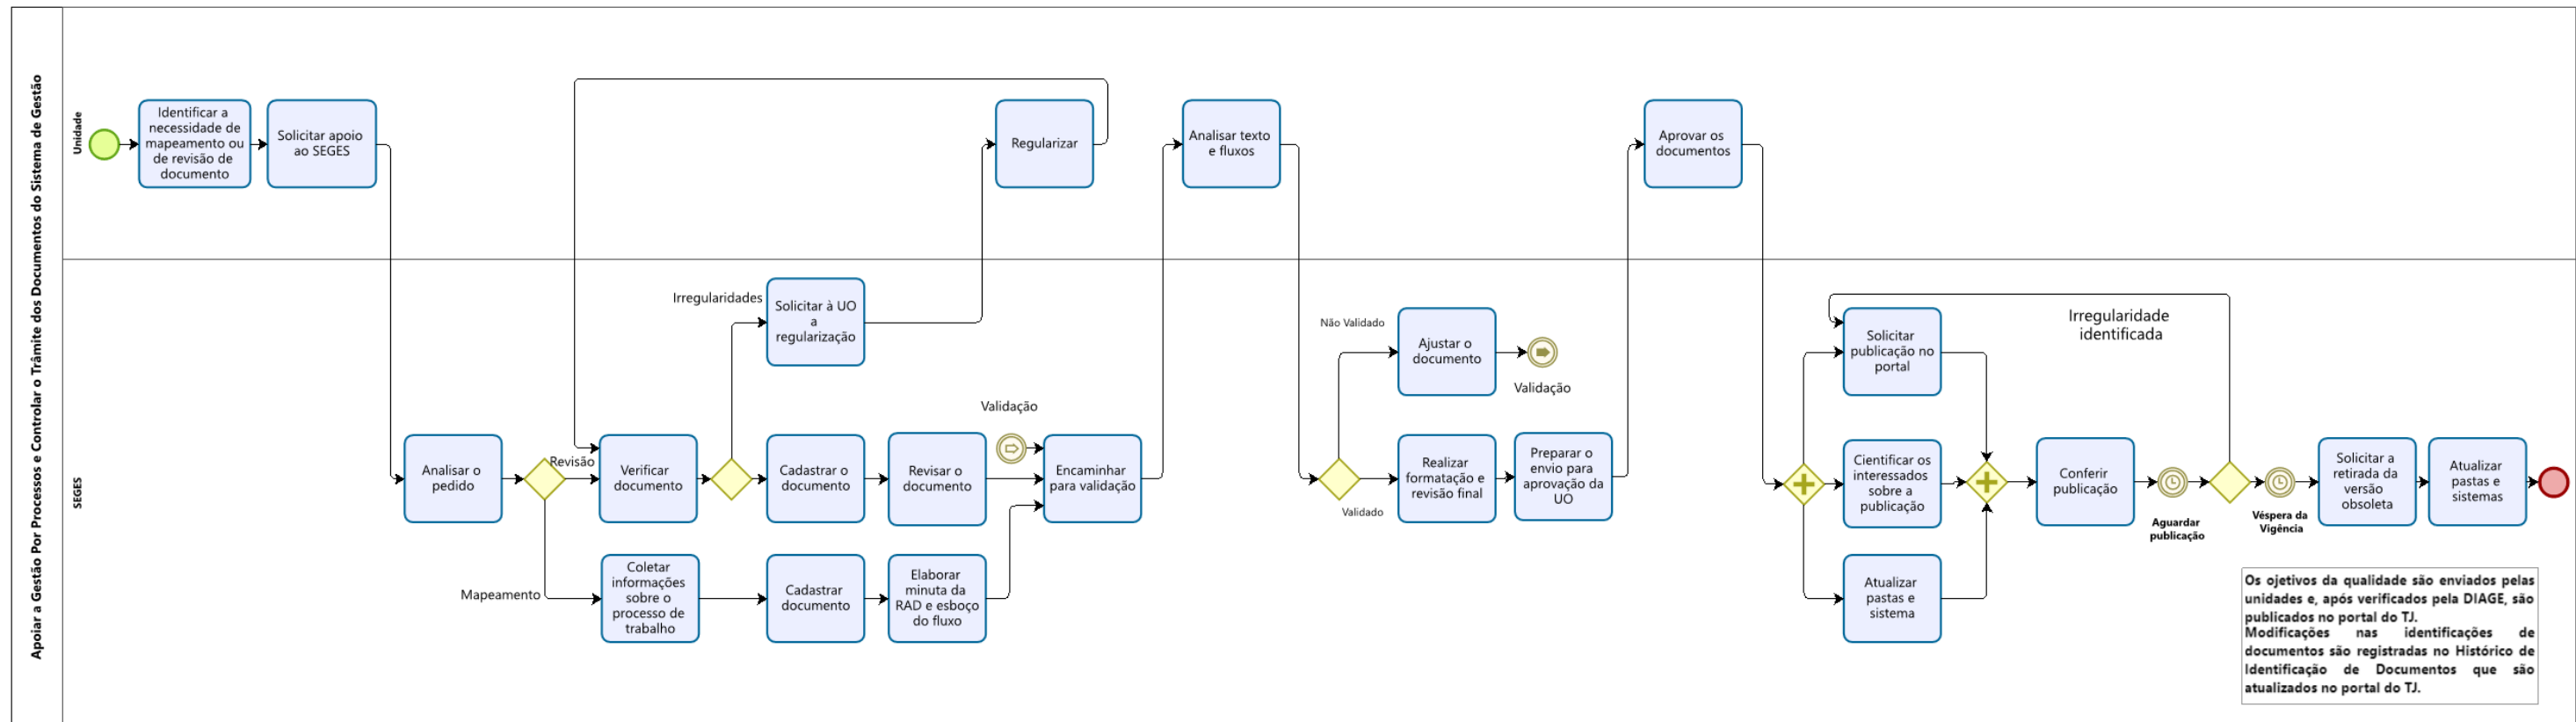 Apoiar a Gestão Por Processos e Controlar o Trâmite dos Documentos do Sistema de Gestão
Unidade
Identificar a
necessidade de
mapeamento ou
de revisão de
documento
Solicitar apoio
ao SEGES
Regularizar
Analisar texto
e fluxos
Aprovar os
documentos
SEGES
Analisar o
pedido
Revisão
Mapeamento
Verificar
documento
Irregularidades
Solicitar à UO
a
regularização
Cadastrar o
documento
Revisar o
documento
Validação
Encaminhar
para validação
Coletar
informações
sobre o
processo de
trabalho
Cadastrar
documento
Elaborar
minuta da
RAD e esboço
do fluxo
Não Validado
Ajustar o
documento
Validação
Validado
Realizar
formatação e
revisão final
Preparar o
envio para
aprovação da
UO
Solicitar
publicação no
portal
Cientificar os
interessados
sobre a
publicação
Atualizar
pastas e
sistema
Irregularidade
identificada
Conferir
publicação
Aguardar
publicação
Véspera da
Vigência
Solicitar a
retirada da
versão
obsoleta
Atualizar
pastas e
sistemas
Os ojetivos da qualidade são enviados pelas
unidades e, após verificados pela DIAGE, são
publicados no portal do TJ.
Modificações nas identificações de
documentos são registradas no Histórico de
Identificação de Documentos que são
atualizados no portal do TJ.